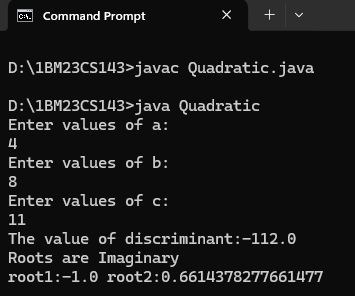 Command Prompt
D:\1BM23CS143>javac Quadratic.java
D:\1BM23CS143>java Quadratic
Enter values of a:
4
Enter values of b:
8
Enter values of c:
11
The value of discriminant:-112.0
Roots are Imaginary
root1:-1.0 root2:0.6614378277661477